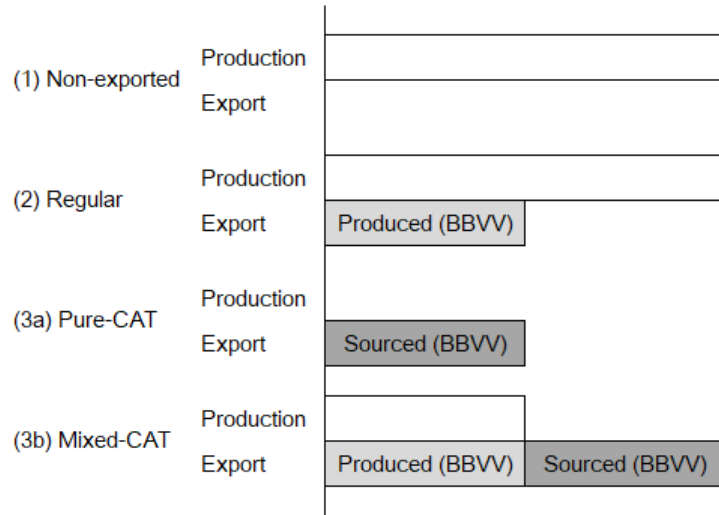 Production
(1) Non-exported
Export
Production
(2) Regular
Export
Produced (BBVV)
Production
(3a) Pure-CAT
Export
Sourced (BBVV)
Production
(3b) Mixed-CAT
Export
Produced (BBVV)
Sourced (BBVV)